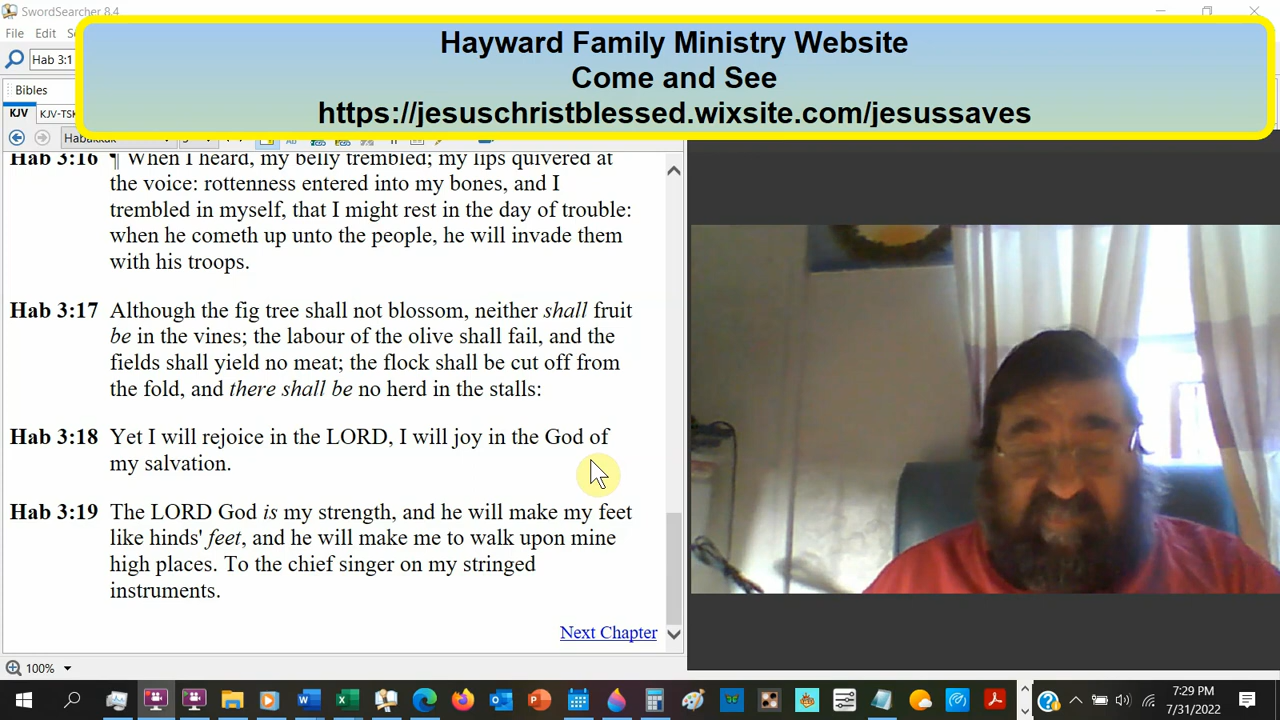 SwordSearcher 8.4
Hayward Family Ministry Website
Come and See
https://jesuschristblessed.wixsite.com/jesussaves
File Edit
Hab 3:1
Bibles
KJV KJV-TSK
Habakkuk
Hab 3:16 ¶ When I heard, my belly trembled; my lips quivered at
the voice: rottenness entered into my bones, and I
trembled in myself, that I might rest in the day of trouble:
when he cometh up unto the people, he will invade them
with his troops.
Hab 3:17 Although the fig tree shall not blossom, neither shall fruit
be in the vines; the labour of the olive shall fail, and the
fields shall yield no meat; the flock shall be cut off from
the fold, and there shall be no herd in the stalls:
Hab 3:18 Yet I will rejoice in the LORD, I will joy in the God of
my salvation.
Hab 3:19 The LORD God is my strength, and he will make my feet
like hinds' feet, and he will make me to walk upon mine
high places. To the chief singer on my stringed
instruments.
Next Chapter
100%
7:29 PM
7/31/2022